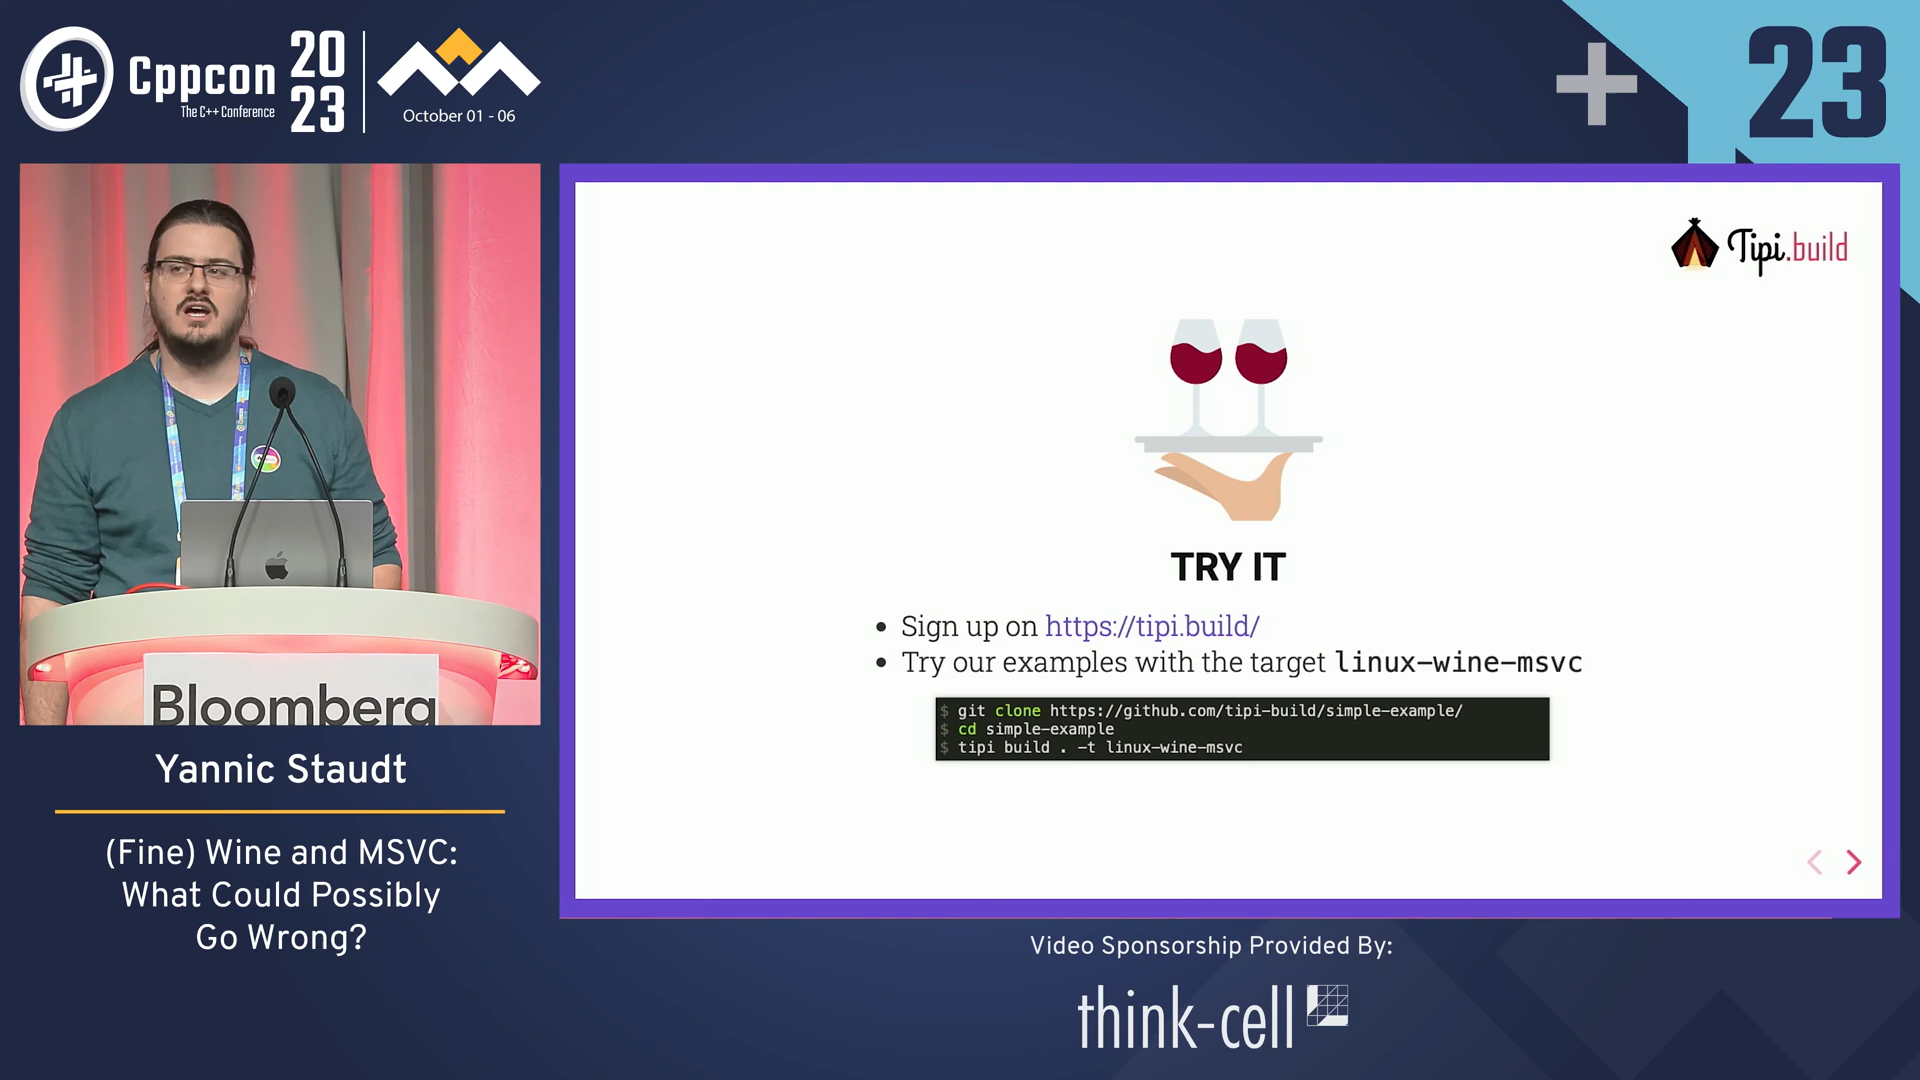 Cppcon
The C++ Conference
20
23
October 01 - 06
23
Tipi.build
TRY IT
Sign up on https://tipi.build/
Try our examples with the target linux-wine-msvc
$ git clone https://github.com/tipi-build/simple-example/
$ cd simple-example
$ tipi build . -t linux-wine-msvc
Bloomberg
Yannic Staudt
(Fine) Wine and MSVC:
What Could Possibly
Go Wrong?
Video Sponsorship Provided By:
think-cell